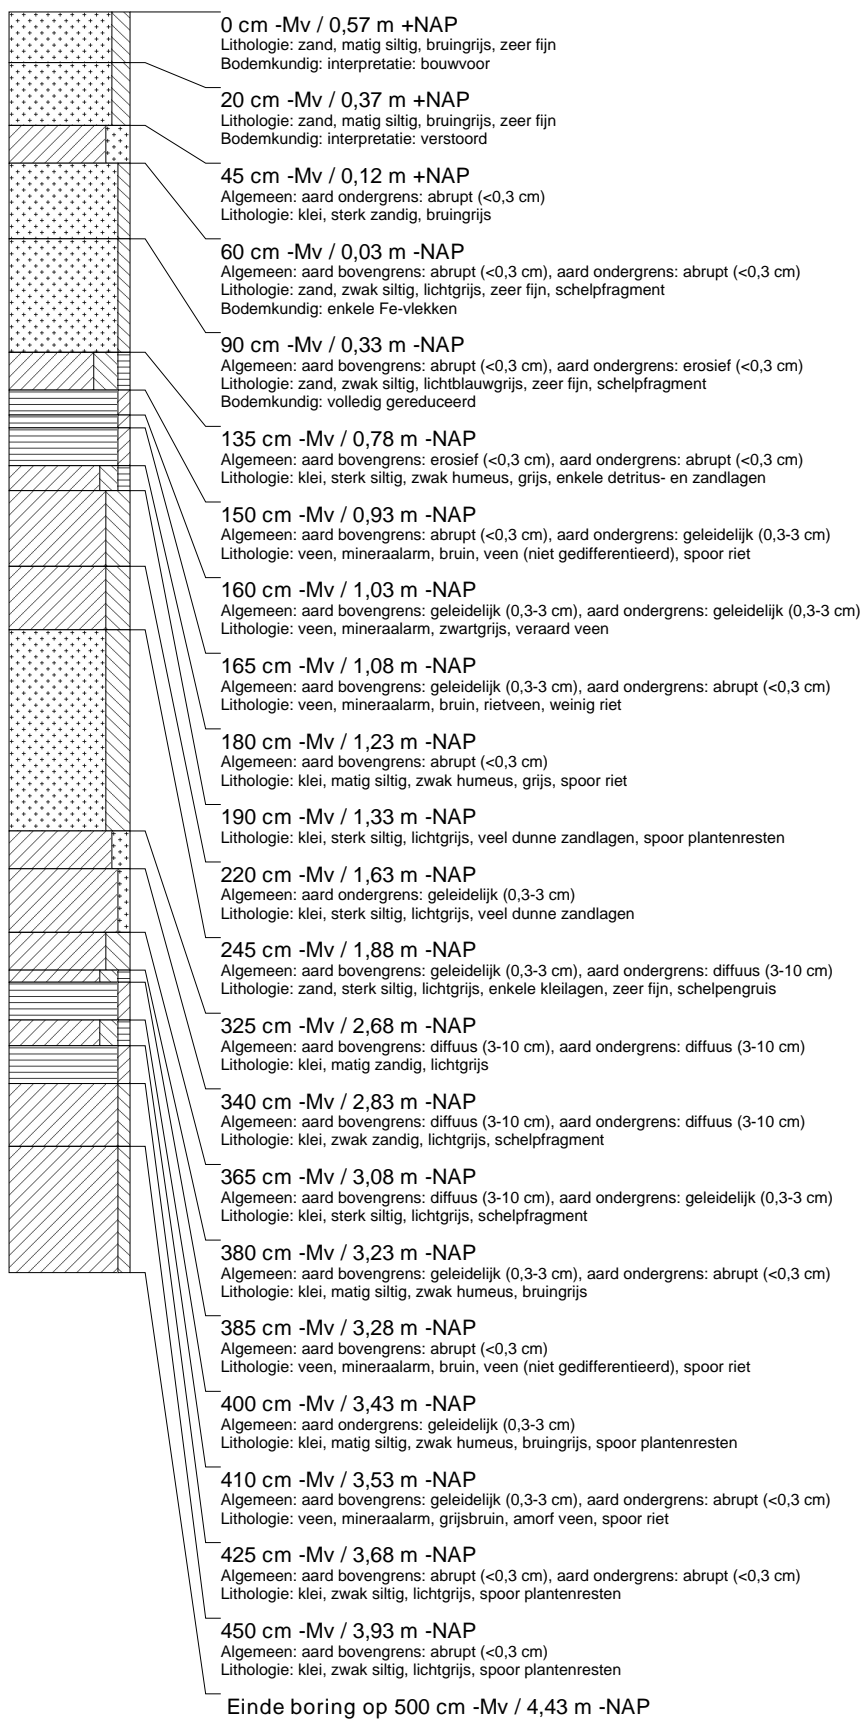 0 cm -Mv / 0,57 m +NAP
Lithologie: zand, matig siltig, bruingrijs, zeer fijn
Bodemkundig: interpretatie: bouwvoor
20 cm -Mv / 0,37 m +NAP
Lithologie: zand, matig siltig, bruingrijs, zeer fijn
Bodemkundig: interpretatie: verstoord
45 cm -Mv / 0,12 m +NAP
Algemeen: aard ondergrens: abrupt (<0,3 cm)
Lithologie: klei, sterk zandig, bruingrijs
60 cm -Mv / 0,03 m -NAP
Algemeen: aard bovengrens: abrupt (<0,3 cm), aard ondergrens: abrupt (<0,3 cm)
Lithologie: zand, zwak siltig, lichtgrijs, zeer fijn, schelpfragment
Bodemkundig: enkele Fe-vlekken
90 cm -Mv / 0,33 m -NAP
Algemeen: aard bovengrens: abrupt (<0,3 cm), aard ondergrens: erosief (<0,3 cm)
Lithologie: zand, zwak siltig, lichtblauwgrijs, zeer fijn, schelpfragment
Bodemkundig: volledig gereduceerd
135 cm -Mv / 0,78 m -NAP
Algemeen: aard bovengrens: erosief (<0,3 cm), aard ondergrens: abrupt (<0,3 cm)
Lithologie: klei, sterk siltig, zwak humeus, grijs, enkele detritus- en zandlagen
150 cm -Mv / 0,93 m -NAP
Algemeen: aard bovengrens: abrupt (<0,3 cm), aard ondergrens: geleidelijk (0,3-3 cm)
Lithologie: veen, mineraalarm, bruin, veen (niet gedifferentieerd), spoor riet
160 cm -Mv / 1,03 m -NAP
Algemeen: aard bovengrens: geleidelijk (0,3-3 cm), aard ondergrens: geleidelijk (0,3-3 cm)
Lithologie: veen, mineraalarm, zwartgrijs, veraard veen
165 cm -Mv / 1,08 m -NAP
Algemeen: aard bovengrens: geleidelijk (0,3-3 cm), aard ondergrens: abrupt (<0,3 cm)
Lithologie: veen, mineraalarm, bruin, rietveen, weinig riet
180 cm -Mv / 1,23 m -NAP
Algemeen: aard bovengrens: abrupt (<0,3 cm)
Lithologie: klei, matig siltig, zwak humeus, grijs, spoor riet
190 cm -Mv / 1,33 m -NAP
Lithologie: klei, sterk siltig, lichtgrijs, veel dunne zandlagen, spoor plantenresten
220 cm -Mv / 1,63 m -NAP
Algemeen: aard ondergrens: geleidelijk (0,3-3 cm)
Lithologie: klei, sterk siltig, lichtgrijs, veel dunne zandlagen
245 cm -Mv / 1,88 m -NAP
Algemeen: aard bovengrens: geleidelijk (0,3-3 cm), aard ondergrens: diffuus (3-10 cm)
Lithologie: zand, sterk siltig, lichtgrijs, enkele kleilagen, zeer fijn, schelpengruis
325 cm -Mv / 2,68 m -NAP
Algemeen: aard bovengrens: diffuus (3-10 cm), aard ondergrens: diffuus (3-10 cm)
Lithologie: klei, matig zandig, lichtgrijs
340 cm -Mv / 2,83 m -NAP
Algemeen: aard bovengrens: diffuus (3-10 cm), aard ondergrens: diffuus (3-10 cm)
Lithologie: klei, zwak zandig, lichtgrijs, schelpfragment
365 cm -Mv / 3,08 m -NAP
Algemeen: aard bovengrens: diffuus (3-10 cm), aard ondergrens: geleidelijk (0,3-3 cm)
Lithologie: klei, sterk siltig, lichtgrijs, schelpfragment
380 cm -Mv / 3,23 m -NAP
Algemeen: aard bovengrens: geleidelijk (0,3-3 cm), aard ondergrens: abrupt (<0,3 cm)
Lithologie: klei, matig siltig, zwak humeus, bruingrijs
385 cm -Mv / 3,28 m -NAP
Algemeen: aard bovengrens: abrupt (<0,3 cm)
Lithologie: veen, mineraalarm, bruin, veen (niet gedifferentieerd), spoor riet
400 cm -Mv / 3,43 m -NAP
Algemeen: aard ondergrens: geleidelijk (0,3-3 cm)
Lithologie: klei, matig siltig, zwak humeus, bruingrijs, spoor plantenresten
410 cm -Mv / 3,53 m -NAP
Algemeen: aard bovengrens: geleidelijk (0,3-3 cm), aard ondergrens: abrupt (<0,3 cm)
Lithologie: veen, mineraalarm, grijsbruin, amorf veen, spoor riet
425 cm -Mv / 3,68 m -NAP
Algemeen: aard bovengrens: abrupt (<0,3 cm), aard ondergrens: abrupt (<0,3 cm)
Lithologie: klei, zwak siltig, lichtgrijs, spoor plantenresten
450 cm -Mv / 3,93 m -NAP
Algemeen: aard bovengrens: abrupt (<0,3 cm)
Lithologie: klei, zwak siltig, lichtgrijs, spoor plantenresten
Einde boring op 500 cm -Mv / 4,43 m -NAP